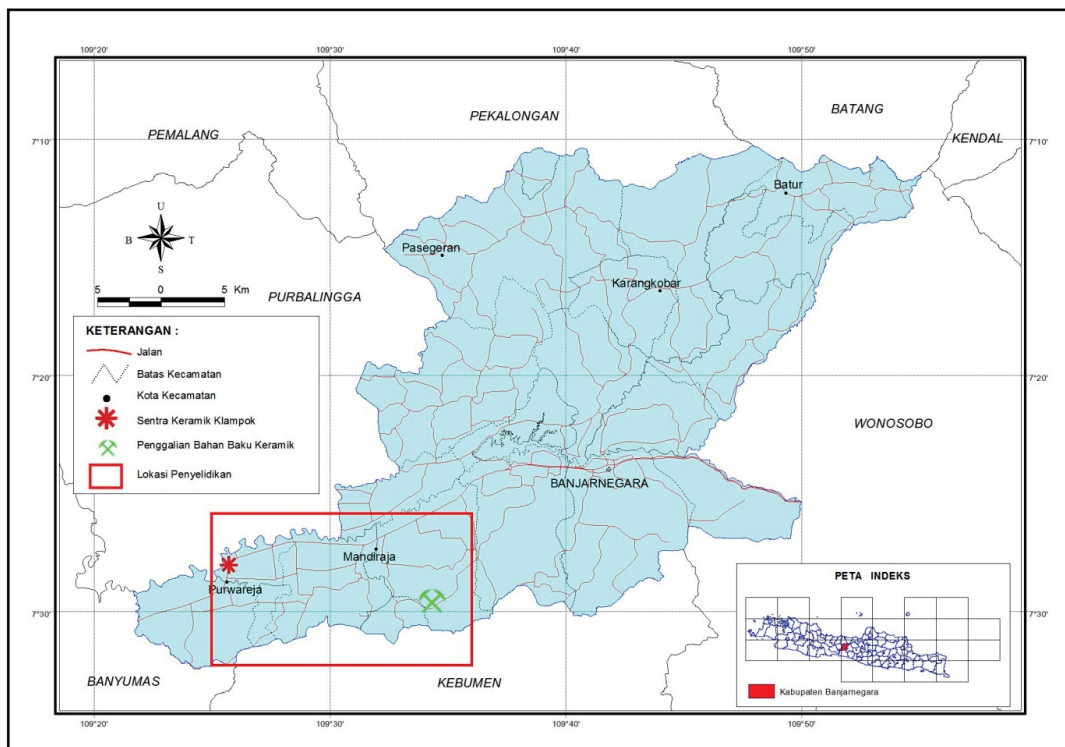 109°20'
109°30'
109°40'
109°50'
BATANG
PEKALONGAN
PEMALANG
KENDAL
7°10'
7°10'
Batur
U
B T
S
Pasegeran
Karangkobar
5 0 5 Km
PURBALINGGA
KETERANGAN :
Jalan
Batas Kecamatan
Kota Kecamatan
Sentra Keramik Klampok
Penggalian Bahan Baku Keramik
Lokasi Penyelidikan
7°20'
7°20'
WONOSOBO
BANJARNEGARA
Mandiraja
Purwareja
7°30'
7°30'
PETA INDEKS
Kabupaten Banjarnegara
BANYUMAS
KEBUMEN
109°20'
109°30'
109°40'
109°50'